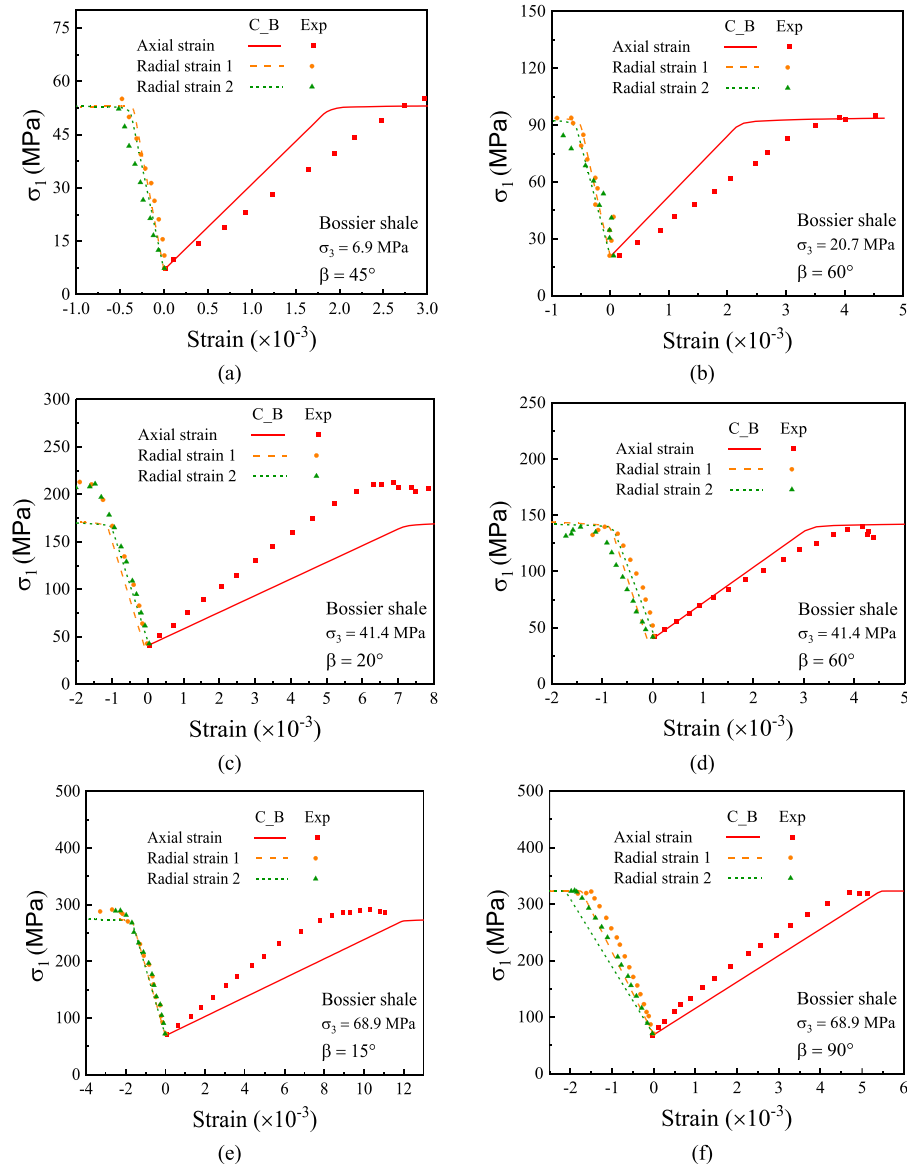 C_B Exp
Axial strain
Radial strain 1
Radial strain 2
75
60
45
30
15
0
σ1 (MPa)
Bossier shale
σ3 = 6.9 MPa
β = 45°
-1.0 -0.5 0.0 0.5 1.0 1.5 2.0 2.5 3.0
Strain (×10-3)
(a)
C_B Exp
Axial strain
Radial strain 1
Radial strain 2
150
120
90
60
30
0
σ1 (MPa)
Bossier shale
σ3 = 20.7 MPa
β = 60°
-1 0 1 2 3 4 5
Strain (×10-3)
(b)
C_B Exp
Axial strain
Radial strain 1
Radial strain 2
300
250
200
150
100
50
0
σ1 (MPa)
Bossier shale
σ3 = 41.4 MPa
β = 20°
-2 -1 0 1 2 3 4 5 6 7 8
Strain (×10-3)
(c)
C_B Exp
Axial strain
Radial strain 1
Radial strain 2
250
200
150
100
50
0
σ1 (MPa)
Bossier shale
σ3 = 41.4 MPa
β = 60°
-2 -1 0 1 2 3 4 5
Strain (×10-3)
(d)
C_B Exp
Axial strain
Radial strain 1
Radial strain 2
500
400
300
200
100
0
σ1 (MPa)
Bossier shale
σ3 = 68.9 MPa
β = 15°
-4 -2 0 2 4 6 8 10 12
Strain (×10-3)
(e)
C_B Exp
Axial strain
Radial strain 1
Radial strain 2
500
400
300
200
100
0
σ1 (MPa)
Bossier shale
σ3 = 68.9 MPa
β = 90°
-2 -1 0 1 2 3 4 5 6
Strain (×10-3)
(f)